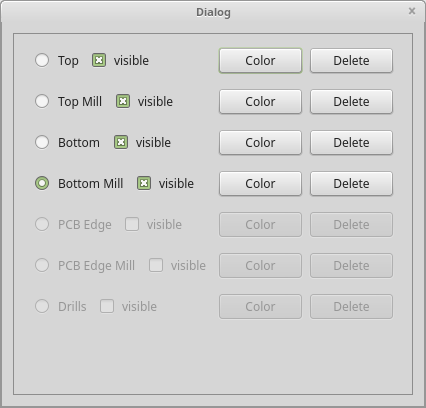 Dialog
Top visible Color Delete
Top Mill visible Color Delete
Bottom visible Color Delete
Bottom Mill visible Color Delete
PCB Edge visible Color Delete
PCB Edge Mill visible Color Delete
Drills visible Color Delete